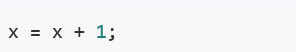 x = x + 1;